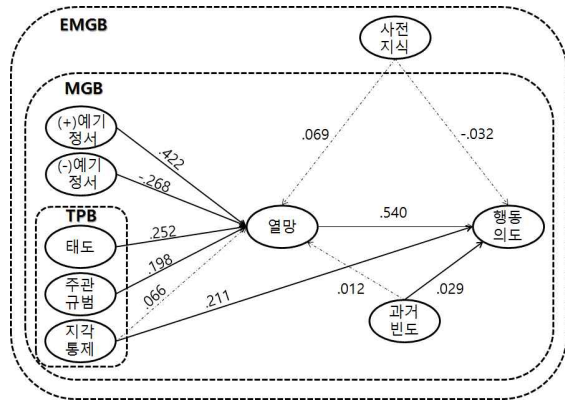 EMGB
사전
지식
MGB
(+)예기
정서
.069
-.032
.422
(-)예기
정서
-.268
TPB
태도
.252
열망
.540
행동
의도
주관
규범
.198
.066
.211
.012
.029
지각
통제
과거
빈도